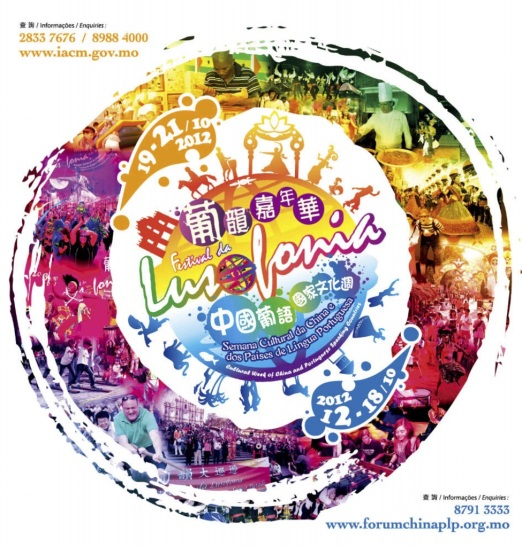 查 詢 / Informações / Enquiries :
2833 7676 / 8988 4000
www.iacm.gov.mo
19-21/10
2012
葡韻嘉年華
Festival da
Lusofonia
中國葡語國家文化週
Semana Cultural da China e
dos Países de Língua Portuguesa
Cultural Week of China and Portuguese Speaking Countries
2012
12-18/10
大巡遊
查 詢 / Informações / Enquiries :
8791 3333
www.forumchinaplp.org.mo